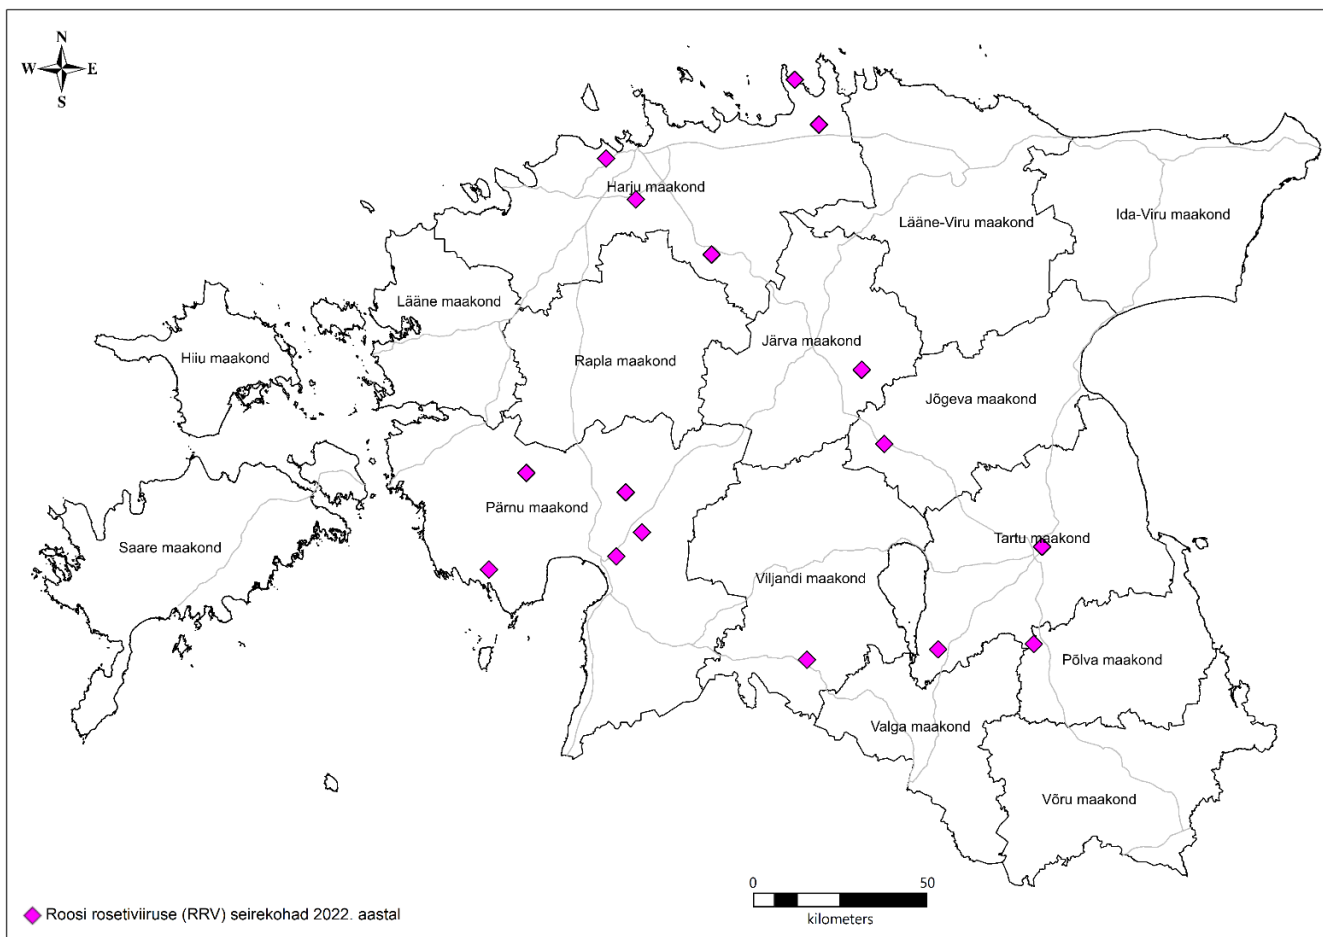 N
W E
S
Harju maakond
Lääne-Viru maakond
Ida-Viru maakond
Lääne maakond
Hiiu maakond
Rapla maakond
Järva maakond
Jõgeva maakond
Pärnu maakond
Saare maakond
Tartu maakond
Viljandi maakond
Põlva maakond
Valga maakond
Võru maakond
0 50
kilometers
Roosi rosetiviiruse (RRV) seirekohad 2022. aastal